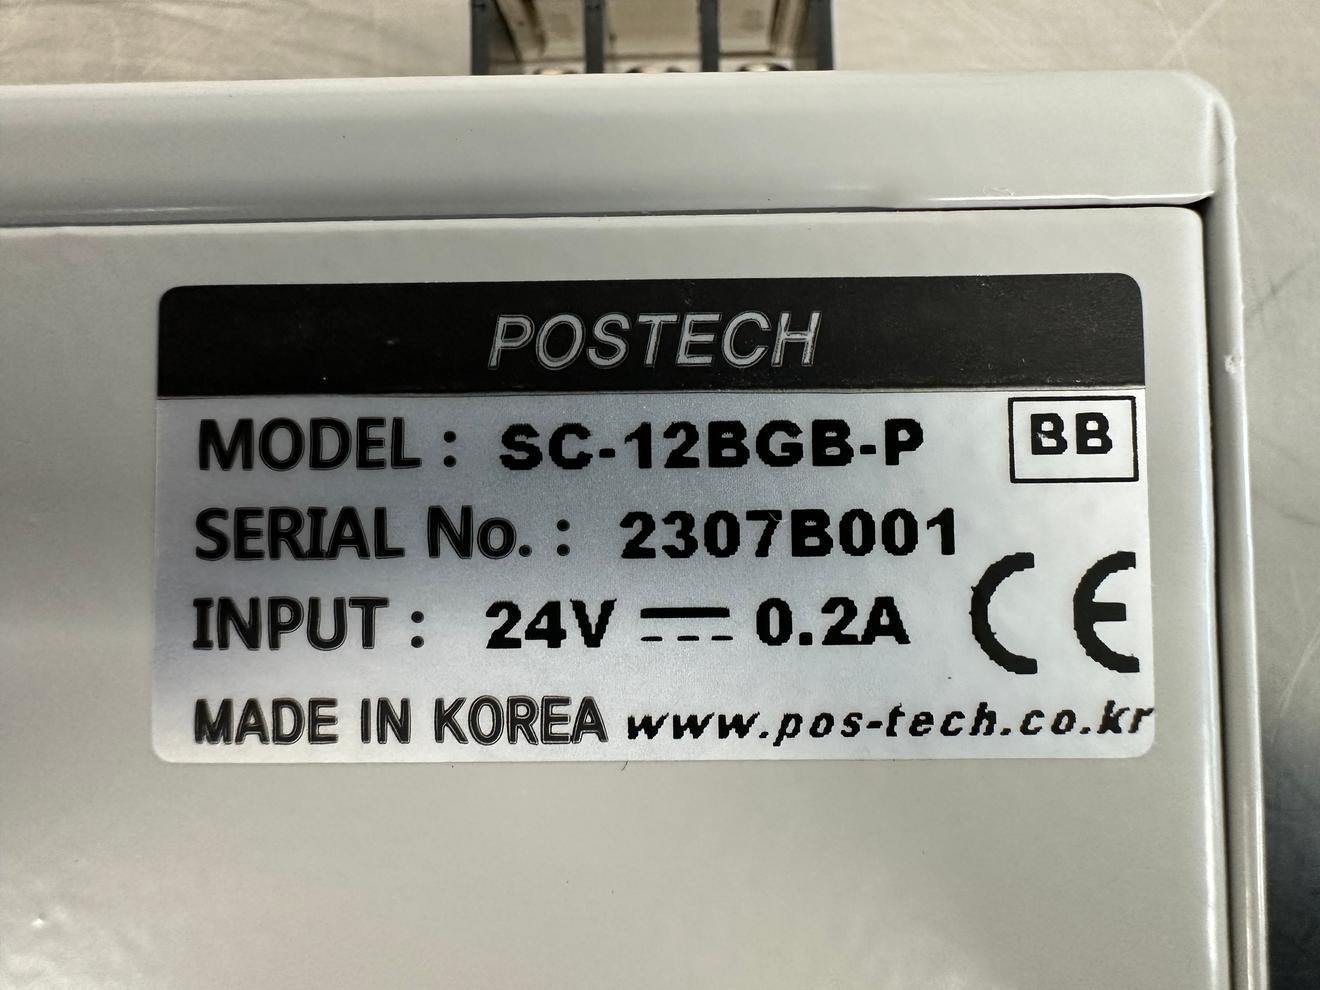 POSTECH
MODEL : SC-12BGB-P
BB
SERIAL No. : 2307B001
INPUT : 24V 0.2A
CE
MADE IN KOREA www.pos-tech.co.kr